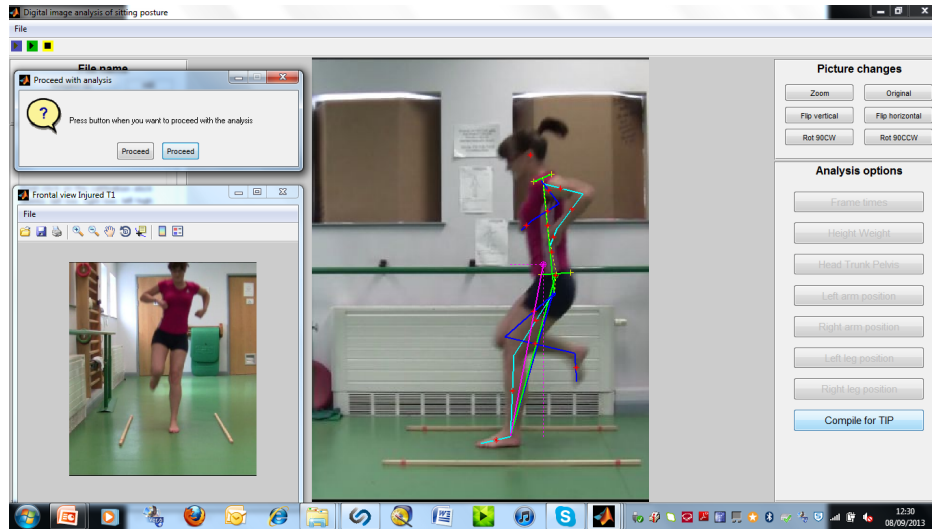 Digital image analysis of sitting posture
File
File name
Proceed with analysis
Press button when you want to proceed with the analysis
Proceed
Proceed
Frontal view Injured T1
File
Picture changes
Zoom
Original
Flip vertical
Flip horizontal
Rot 90CW
Rot 90CCW
Analysis options
Frame times
Height Weight
Head Trunk Pelvis
Left arm position
Right arm position
Left leg position
Right leg position
Compile for TIP
12:30
08/09/2013